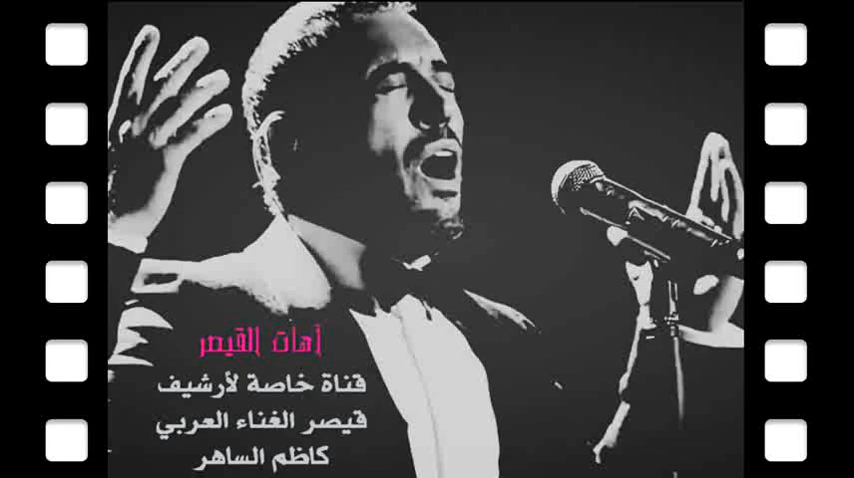 آهات القيصر
قناة خاصة لأرشيف
قيصر الغناء العربي
كاظم الساهر